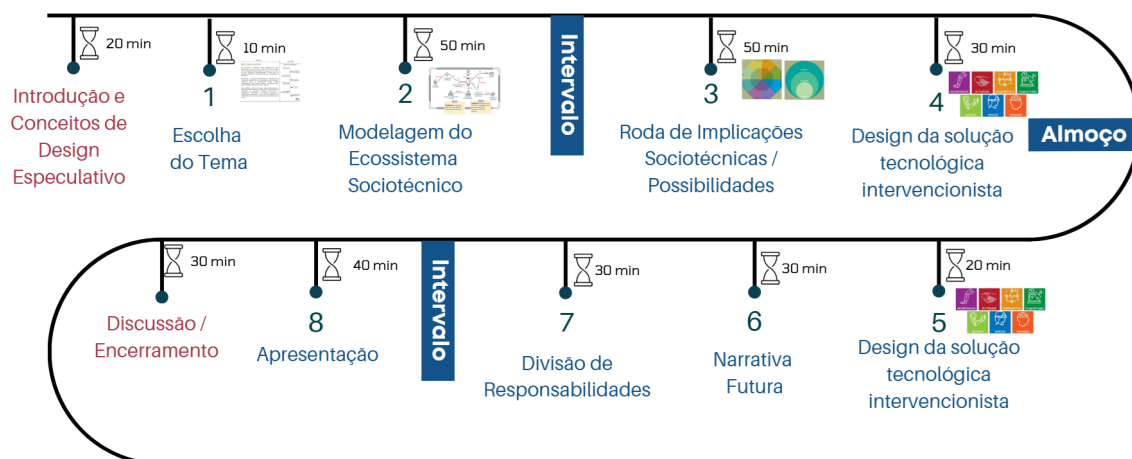 20 min
Introdução e
Conceitos de
Design
Especulativo
10 min
1
Escolha
do Tema
50 min
2
Modelagem do
Ecossistema
Sociotécnico
Intervalo
50 min
3
Roda de Implicações
Sociotécnicas /
Possibilidades
30 min
4
Design da solução
tecnológica
intervencionista
Almoço
20 min
5
Design da solução
tecnológica
intervencionista
30 min
6
Narrativa
Futura
30 min
7
Divisão de
Responsabilidades
Intervalo
40 min
8
Apresentação
30 min
Discussão /
Encerramento